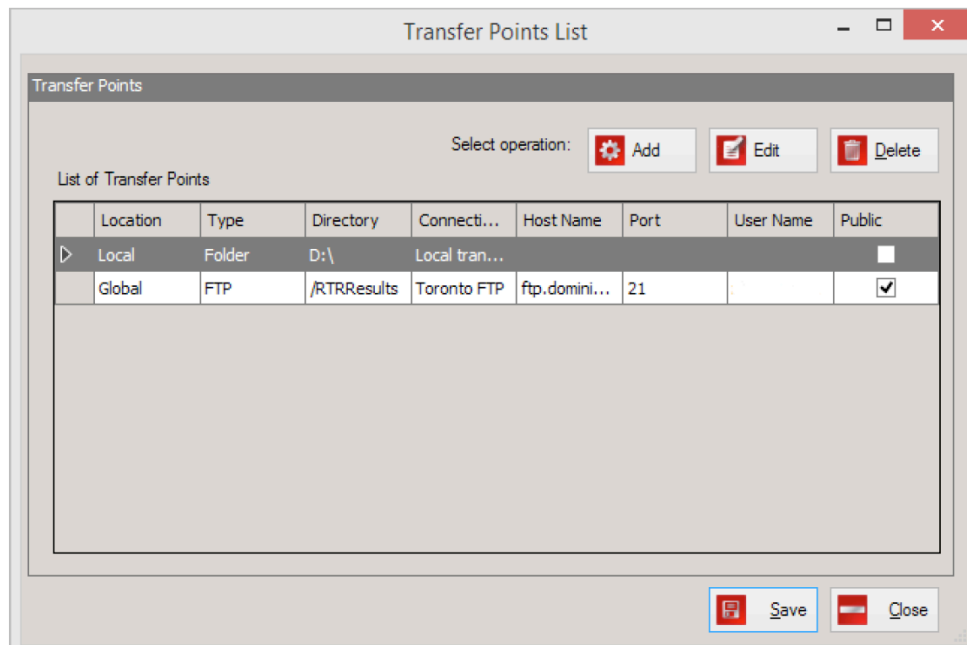 Transfer Points List
Transfer Points
Select operation: Add Edit Delete
List of Transfer Points
Location Type Directory Connecti... Host Name Port User Name Public
Local Folder D:\ Local tran...
Global FTP /RTRResults Toronto FTP ftp.domini... 21
Save Close